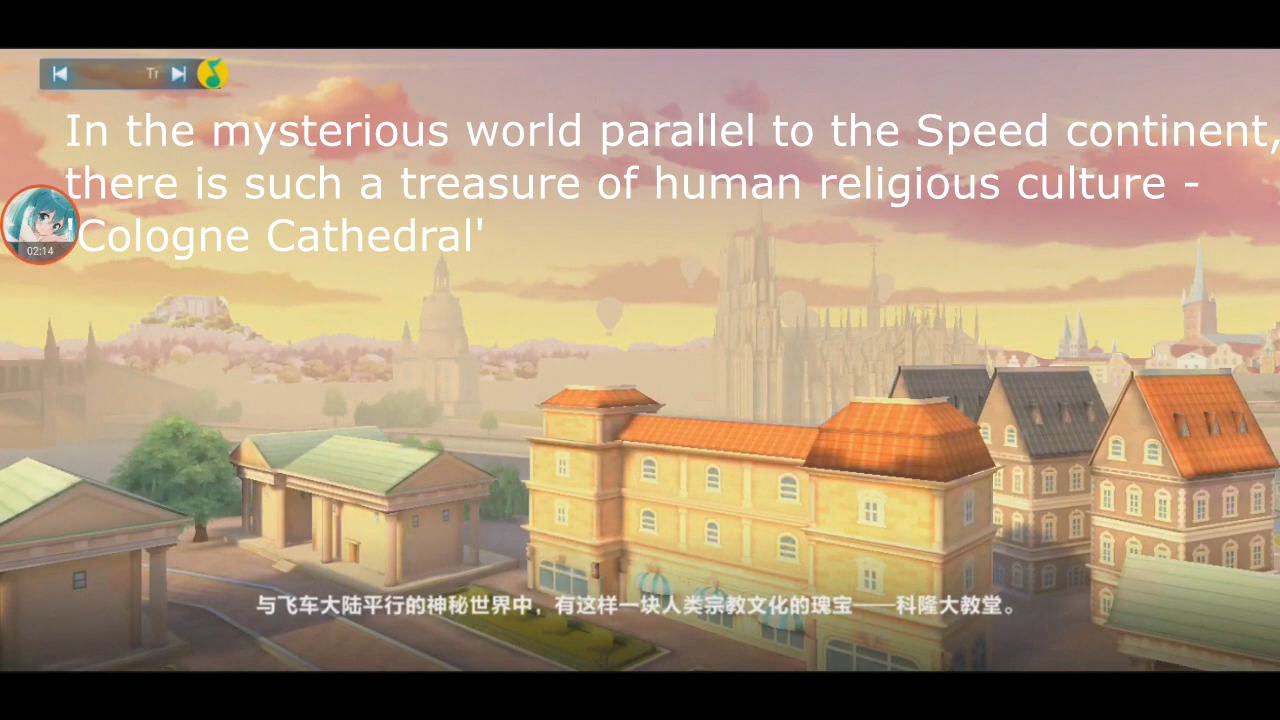 Tr
In the mysterious world parallel to the Speed continent,
there is such a treasure of human religious culture -
'Cologne Cathedral'
02:14
与飞车大陆平行的神秘世界中，有这样一块人类宗教文化的瑰宝——科隆大教堂。